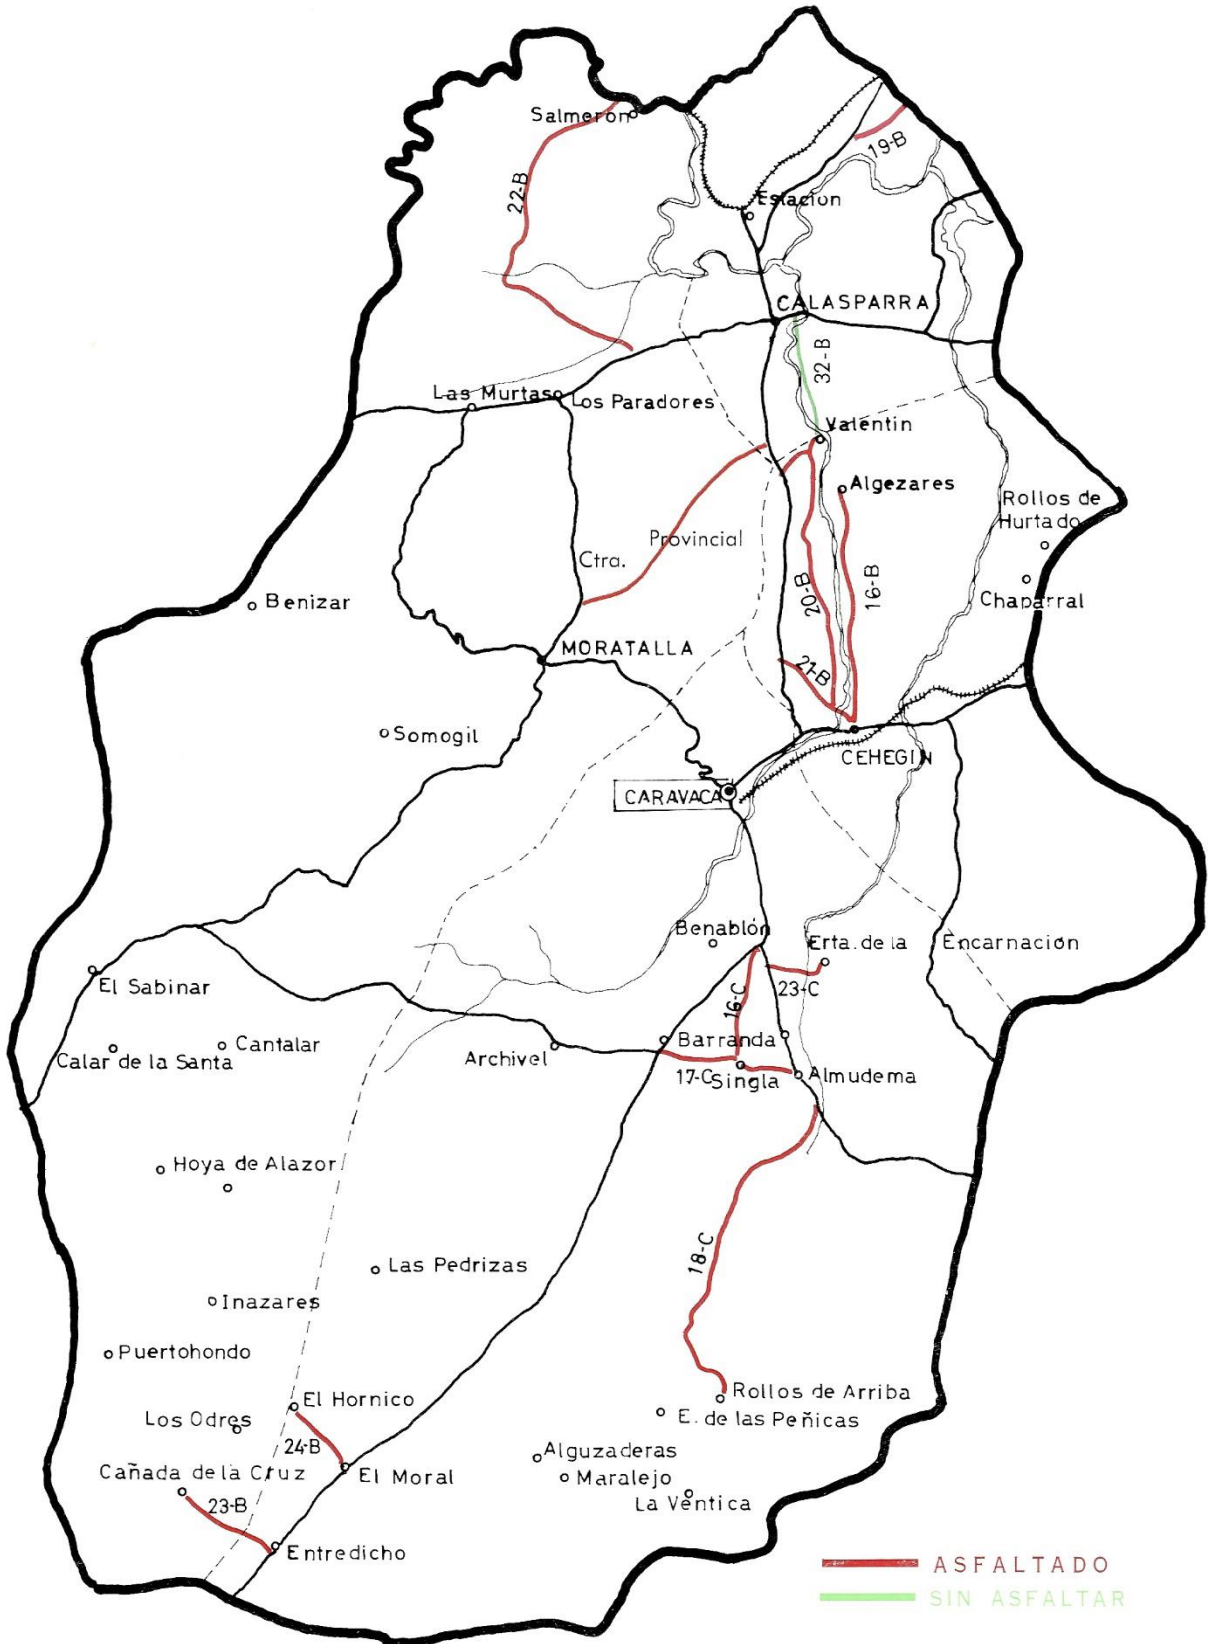 Salmerón
19-B
22-B
Estación
CALASPARRA
32-B
Las Murtas
Los Paradores
Valentin
Algezares
Rollos de
Hurtado
Provincial
Ctra.
20-B
16-B
Benizar
Chaparral
MORATALLA
21-B
Somogil
CEHEGIN
CARAVACA
Benablón
Erta. de la Encarnación
El Sabinar
16-C
23-C
Calar de la Santa
Cantalar
Archivel
Barranda
17-C
Singla
Almudema
Hoya de Alazor
18-C
Las Pedrizas
Inazares
Puertohondo
El Hornico
Rollos de Arriba
Los Odres
E. de las Peñicas
24-B
Alguzaderas
Cañada de la Cruz
El Moral
Maralejo
23-B
La Ventica
Entredicho
ASFALTADO
SIN ASFALTAR